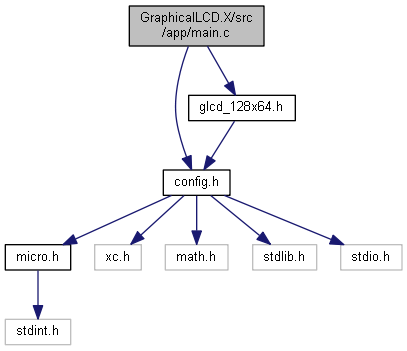 GraphicalLCD.X/src
/app/main.c
glcd_128x64.h
config.h
micro.h
xc.h
math.h
stdlib.h
stdio.h
stdint.h